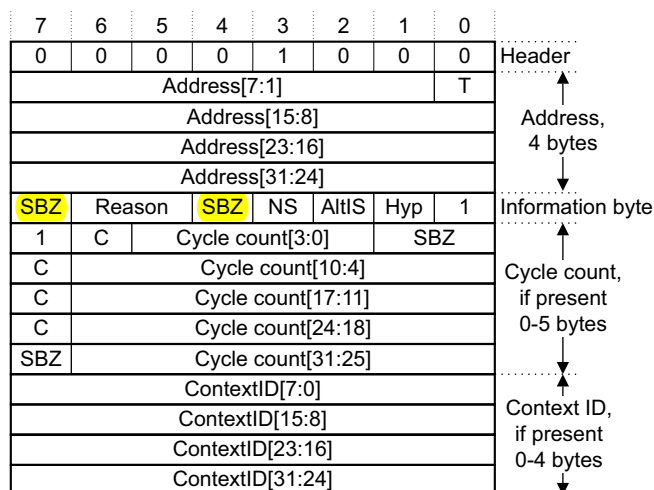 7 6 5 4 3 2 1 0
0 0 0 0 1 0 0 0 Header
Address[7:1] T
Address[15:8]
Address[23:16]
Address[31:24]
Address,
4 bytes
SBZ Reason SBZ NS AltIS Hyp 1 Information byte
1 C Cycle count[3:0] SBZ
C Cycle count[10:4]
C Cycle count[17:11]
C Cycle count[24:18]
SBZ Cycle count[31:25]
Cycle count,
if present
0-5 bytes
ContextID[7:0]
ContextID[15:8]
ContextID[23:16]
ContextID[31:24]
Context ID,
if present
0-4 bytes